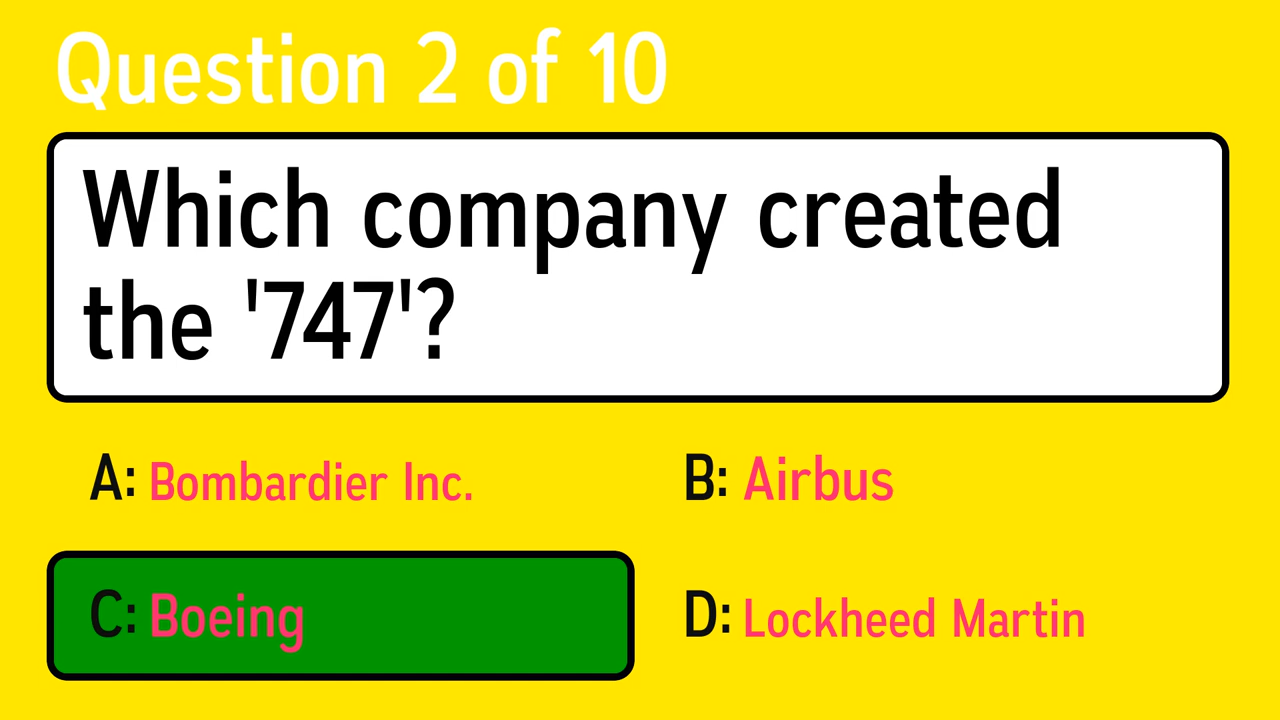 Question 2 of 10
Which company created
the '747'?
A: Bombardier Inc.
B: Airbus
C: Boeing
D: Lockheed Martin